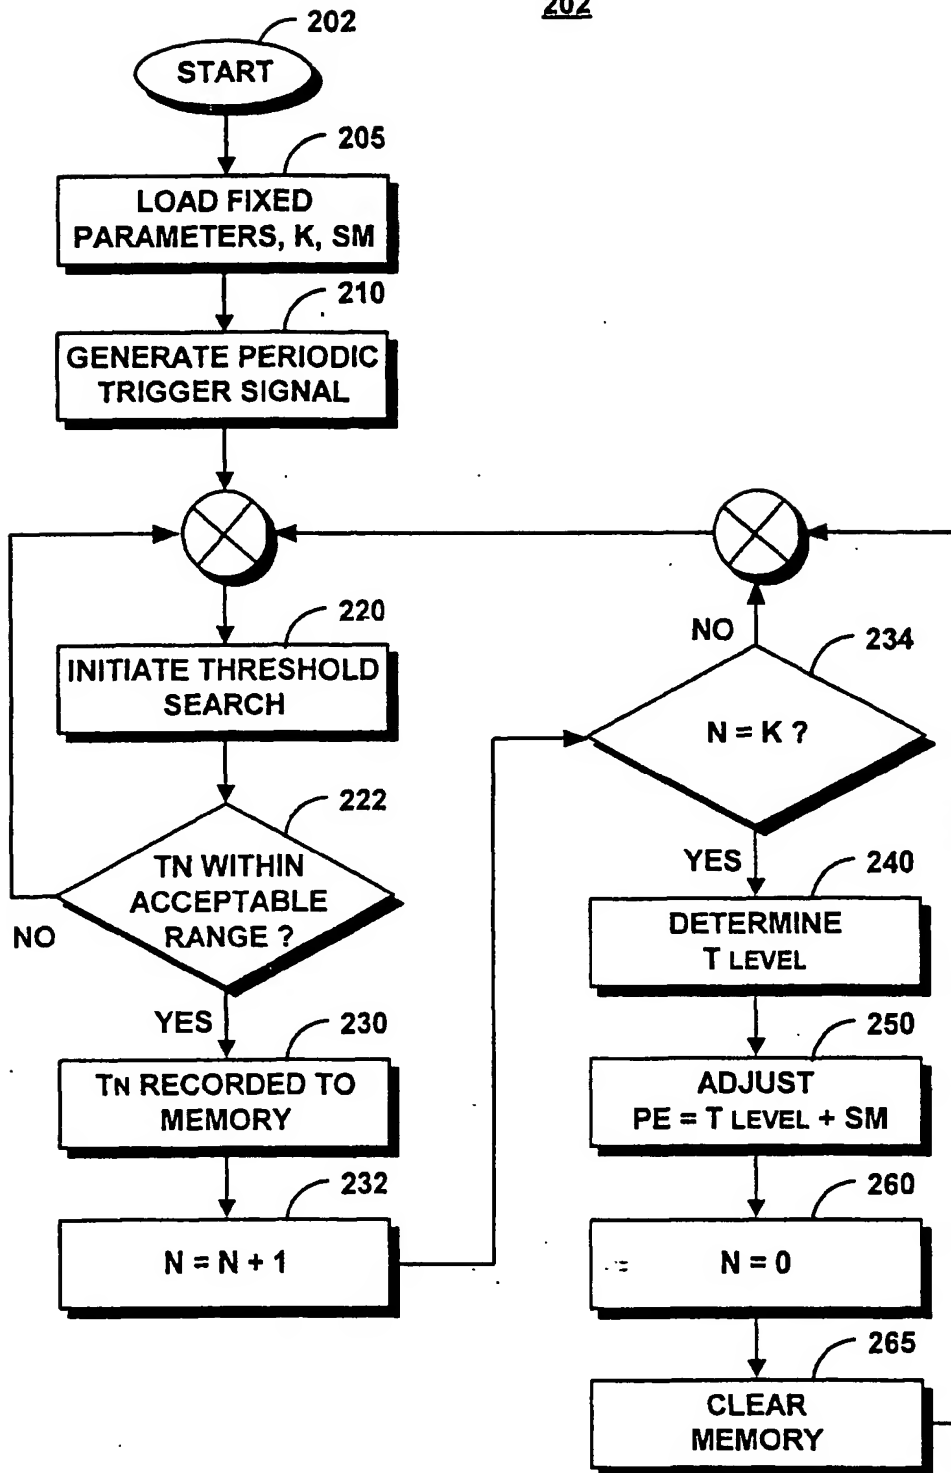 202
202
START
205
LOAD FIXED
PARAMETERS, K, SM
210
GENERATE PERIODIC
TRIGGER SIGNAL
220
INITIATE THRESHOLD
SEARCH
222
TN WITHIN
ACCEPTABLE
RANGE ?
NO
YES
230
TN RECORDED TO
MEMORY
232
N = N + 1
234
NO
N = K ?
YES
240
DETERMINE
T LEVEL
250
ADJUST
PE = T LEVEL + SM
260
N = 0
265
CLEAR
MEMORY